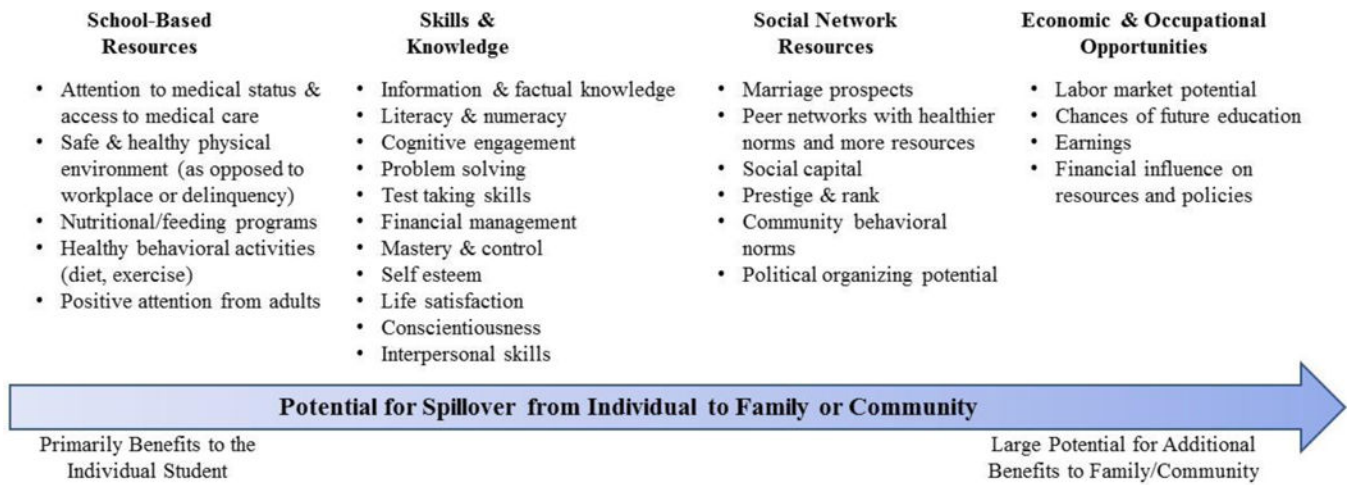 School-Based
Resources
• Attention to medical status &
access to medical care
• Safe & healthy physical
environment (as opposed to
workplace or delinquency)
• Nutritional/feeding programs
• Healthy behavioral activities
(diet, exercise)
• Positive attention from adults
Skills &
Knowledge
• Information & factual knowledge
• Literacy & numeracy
• Cognitive engagement
• Problem solving
• Test taking skills
• Financial management
• Mastery & control
• Self esteem
• Life satisfaction
• Conscientiousness
• Interpersonal skills
Social Network
Resources
• Marriage prospects
• Peer networks with healthier
norms and more resources
• Social capital
• Prestige & rank
• Community behavioral
norms
• Political organizing potential
Economic & Occupational
Opportunities
• Labor market potential
• Chances of future education
• Earnings
• Financial influence on
resources and policies
Potential for Spillover from Individual to Family or Community
Primarily Benefits to the
Individual Student
Large Potential for Additional
Benefits to Family/Community